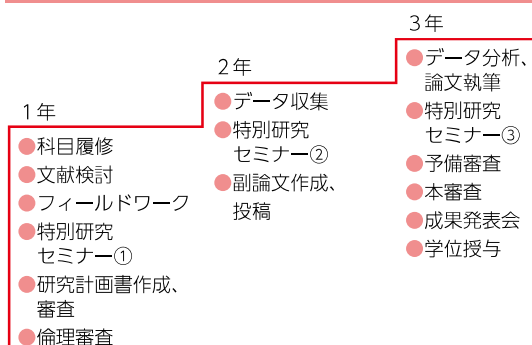 1年
●科目履修
●文献検討
●フィールドワーク
●特別研究
セミナー①
●研究計画書作成、
審査
●倫理審査
2年
●データ収集
●特別研究
セミナー②
●副論文作成、
投稿
3年
●データ分析、
論文執筆
●特別研究
セミナー③
●予備審査
●本審査
●成果発表会
●学位授与